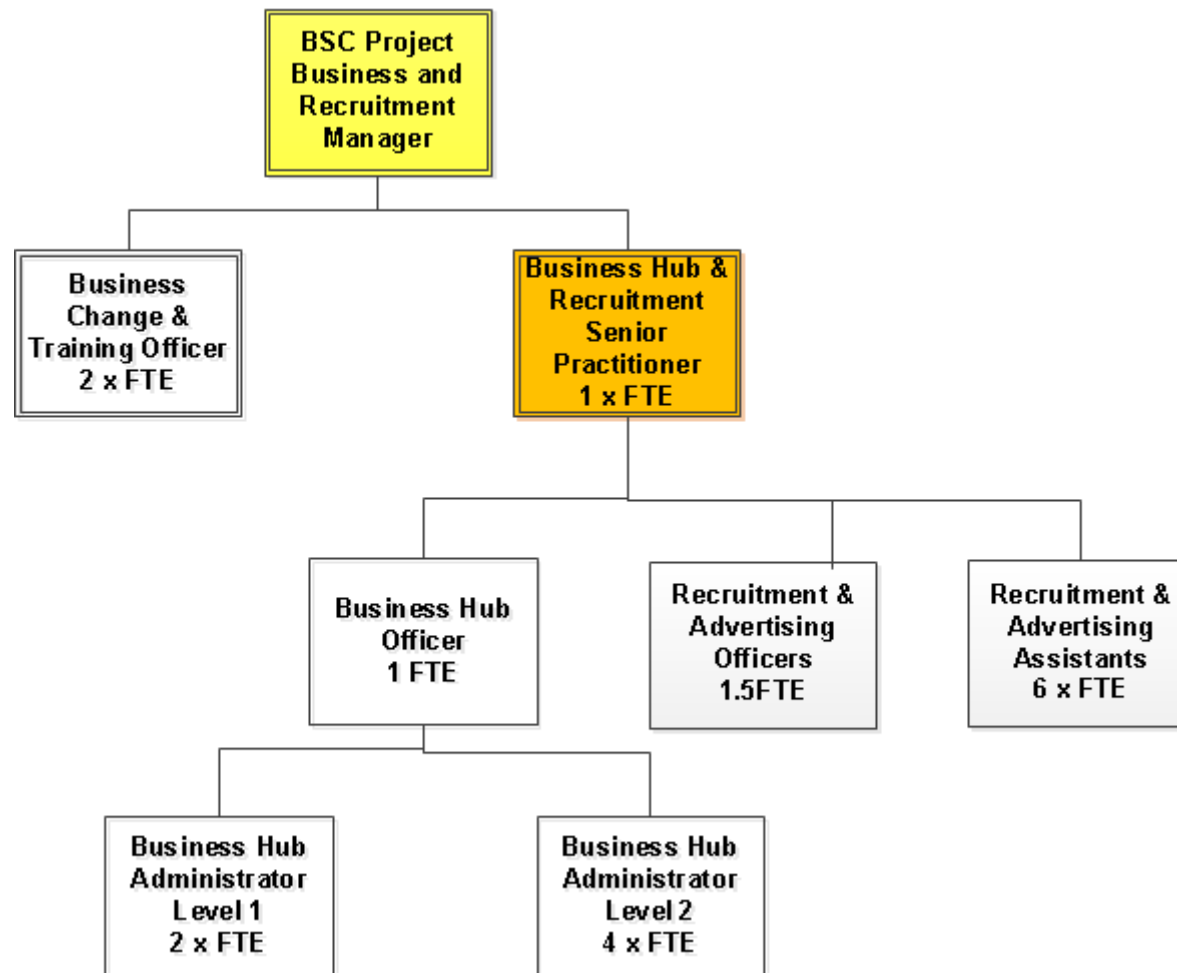 BSC Project
Business and
Recruitment
Manager
Business
Change &
Training Officer
2 x FTE
Business Hub &
Recruitment
Senior
Practitioner
1 x FTE
Business Hub
Officer
1 FTE
Recruitment &
Advertising
Officers
1.5FTE
Recruitment &
Advertising
Assistants
6 x FTE
Business Hub
Administrator
Level 1
2 x FTE
Business Hub
Administrator
Level 2
4 x FTE